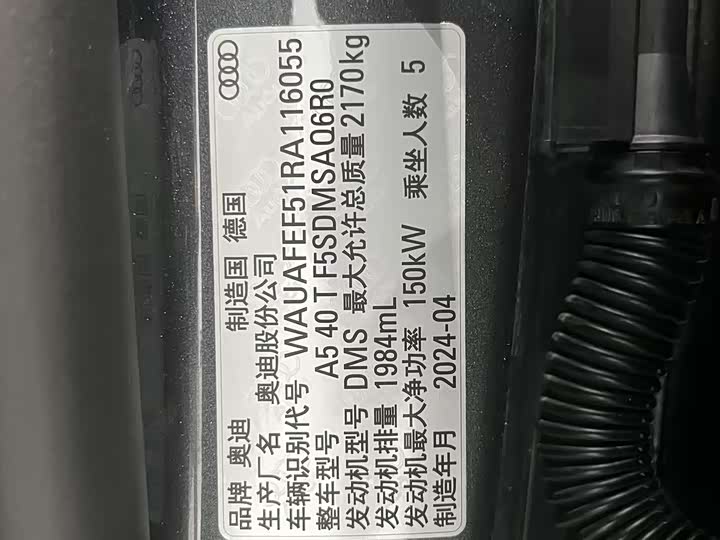 品牌 奥迪 制造国 德国
生产厂名 奥迪股份公司
车辆识别代号 WAUAFEF51RA116055
整车型号 A5 40 T F5SDMSAQ6R0
发动机型号 DMS 最大允许总质量 2170kg
发动机排量 1984mL
发动机最大净功率 150kW 乘坐人数 5
制造年月 2024-04